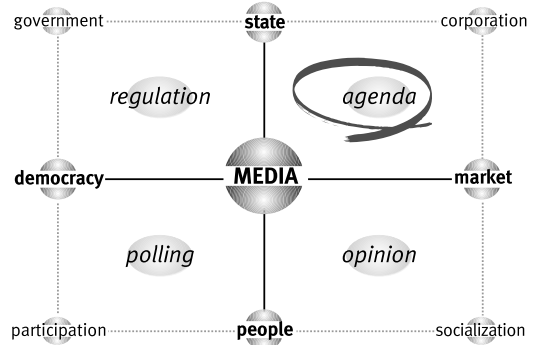 government state corporation
regulation agenda
democracy MEDIA market
polling opinion
participation people socialization